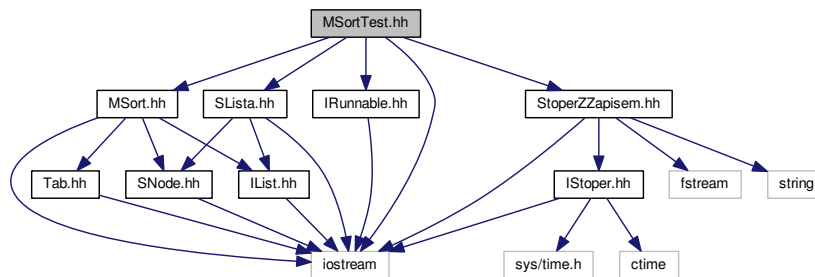 MSortTest.hh
MSort.hh
SLista.hh
IRunnable.hh
StoperZZapisem.hh
Tab.hh
SNode.hh
IList.hh
IStoper.hh
fstream
string
iostream
sys/time.h
ctime